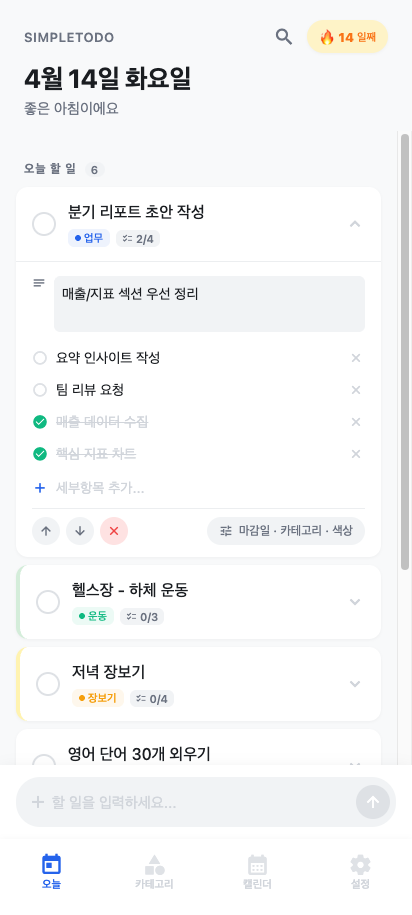 SIMPLETODO
14 일째
4월 14일 화요일
좋은 아침이에요
오늘 할 일 6
분기 리포트 초안 작성
업무 2/4
매출/지표 섹션 우선 정리
요약 인사이트 작성
팀 리뷰 요청
매출 데이터 수집
핵심 지표 차트
세부항목 추가...
마감일 · 카테고리 · 색상
헬스장 - 하체 운동
운동 0/3
저녁 장보기
장보기 0/4
영어 단어 30개 외우기
할 일을 입력하세요...
오늘 카테고리 캘린더 설정